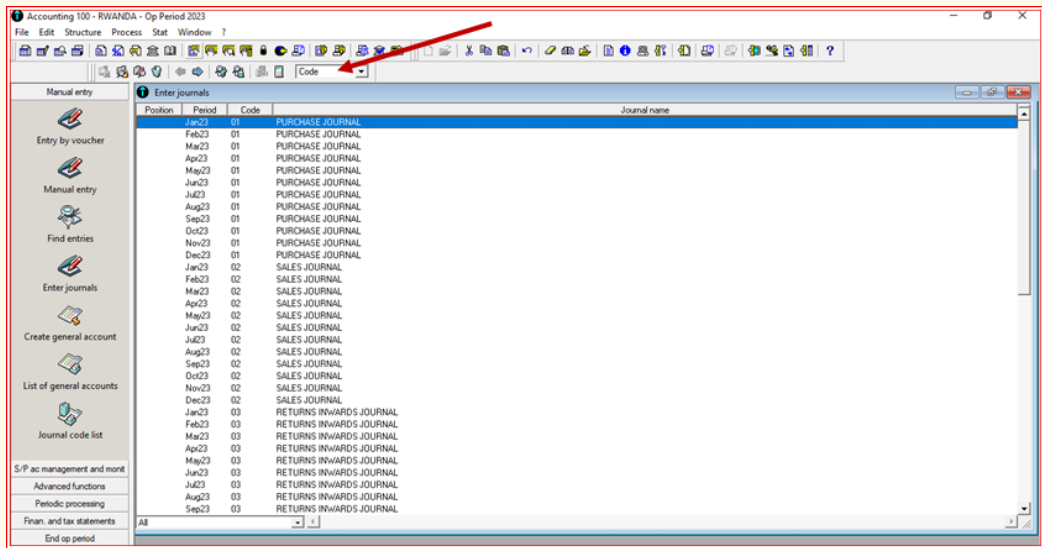 Accounting 100 - RWANDA - Op Period 2023
File Edit Structure Process Stat Window ?
Code
Manual entry
Entry by voucher
Manual entry
Find entries
Enter journals
Create general account
List of general accounts
Journal code list
S/P ac management and monit
Advanced functions
Periodic processing
Finan. and tax statements
End op period
Enter journals
Position Period Code Journal name
Jan23 01 PURCHASE JOURNAL
Feb23 01 PURCHASE JOURNAL
Mar23 01 PURCHASE JOURNAL
Apr23 01 PURCHASE JOURNAL
May23 01 PURCHASE JOURNAL
Jun23 01 PURCHASE JOURNAL
Jul23 01 PURCHASE JOURNAL
Aug23 01 PURCHASE JOURNAL
Sep23 01 PURCHASE JOURNAL
Oct23 01 PURCHASE JOURNAL
Nov23 01 PURCHASE JOURNAL
Dec23 01 PURCHASE JOURNAL
Jan23 02 SALES JOURNAL
Feb23 02 SALES JOURNAL
Mar23 02 SALES JOURNAL
Apr23 02 SALES JOURNAL
May23 02 SALES JOURNAL
Jun23 02 SALES JOURNAL
Jul23 02 SALES JOURNAL
Aug23 02 SALES JOURNAL
Sep23 02 SALES JOURNAL
Oct23 02 SALES JOURNAL
Nov23 02 SALES JOURNAL
Dec23 02 SALES JOURNAL
Jan23 03 RETURNS INWARDS JOURNAL
Feb23 03 RETURNS INWARDS JOURNAL
Mar23 03 RETURNS INWARDS JOURNAL
Apr23 03 RETURNS INWARDS JOURNAL
May23 03 RETURNS INWARDS JOURNAL
Jun23 03 RETURNS INWARDS JOURNAL
Jul23 03 RETURNS INWARDS JOURNAL
Aug23 03 RETURNS INWARDS JOURNAL
Sep23 03 RETURNS INWARDS JOURNAL
All